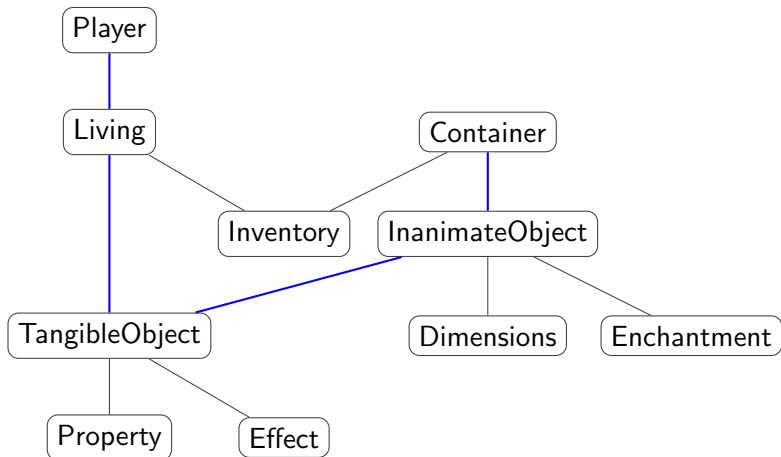 Player
Living
Container
Inventory
InanimateObject
TangibleObject
Dimensions
Enchantment
Property
Effect